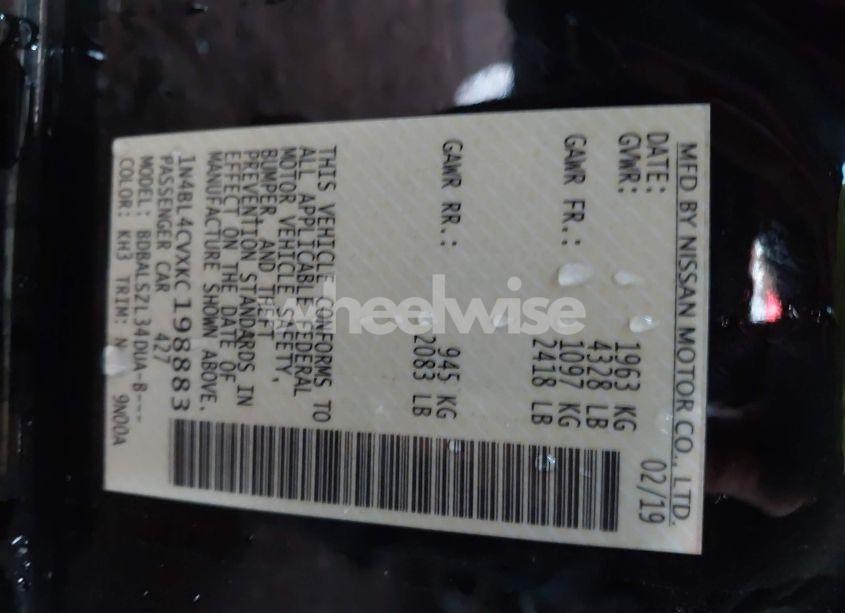 MFD BY NISSAN MOTOR CO., LTD.
DATE: 02/19
GVWR: 1963 KG
4328 LB
GAWR FR.: 1097 KG
2418 LB
GAWR RR.: 945 KG
2083 LB
THIS VEHICLE CONFORMS TO
ALL APPLICABLE FEDERAL
MOTOR VEHICLE SAFETY,
BUMPER, AND THEFT
PREVENTION STANDARDS IN
EFFECT ON THE DATE OF
MANUFACTURE SHOWN ABOVE.
1N4BL4CVXKC198883
PASSENGER CAR 427
MODEL: BDBALSZL34DUA-B---
COLOR: KH3 TRIM: N 9N00A
wheelwise